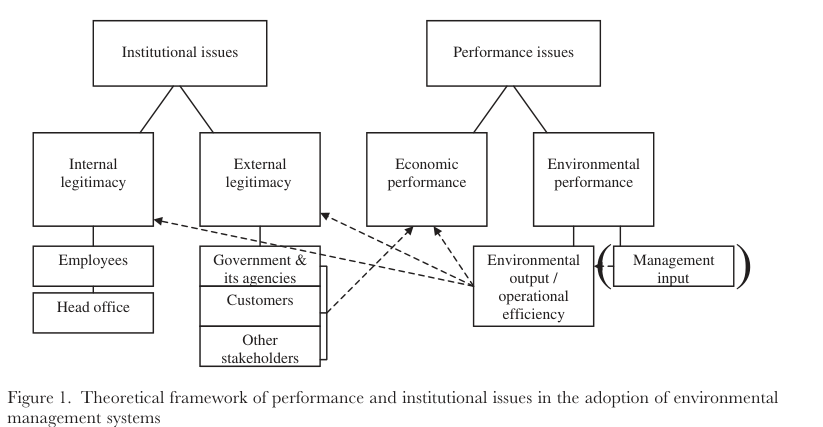 Institutional issues
Performance issues
Internal
legitimacy
External
legitimacy
Economic
performance
Environmental
performance
Employees
Head office
Government &
its agencies
Customers
Other
stakeholders
Environmental
output /
operational
efficiency
(
Management
input
)
Figure 1. Theoretical framework of performance and institutional issues in the adoption of environmental
management systems